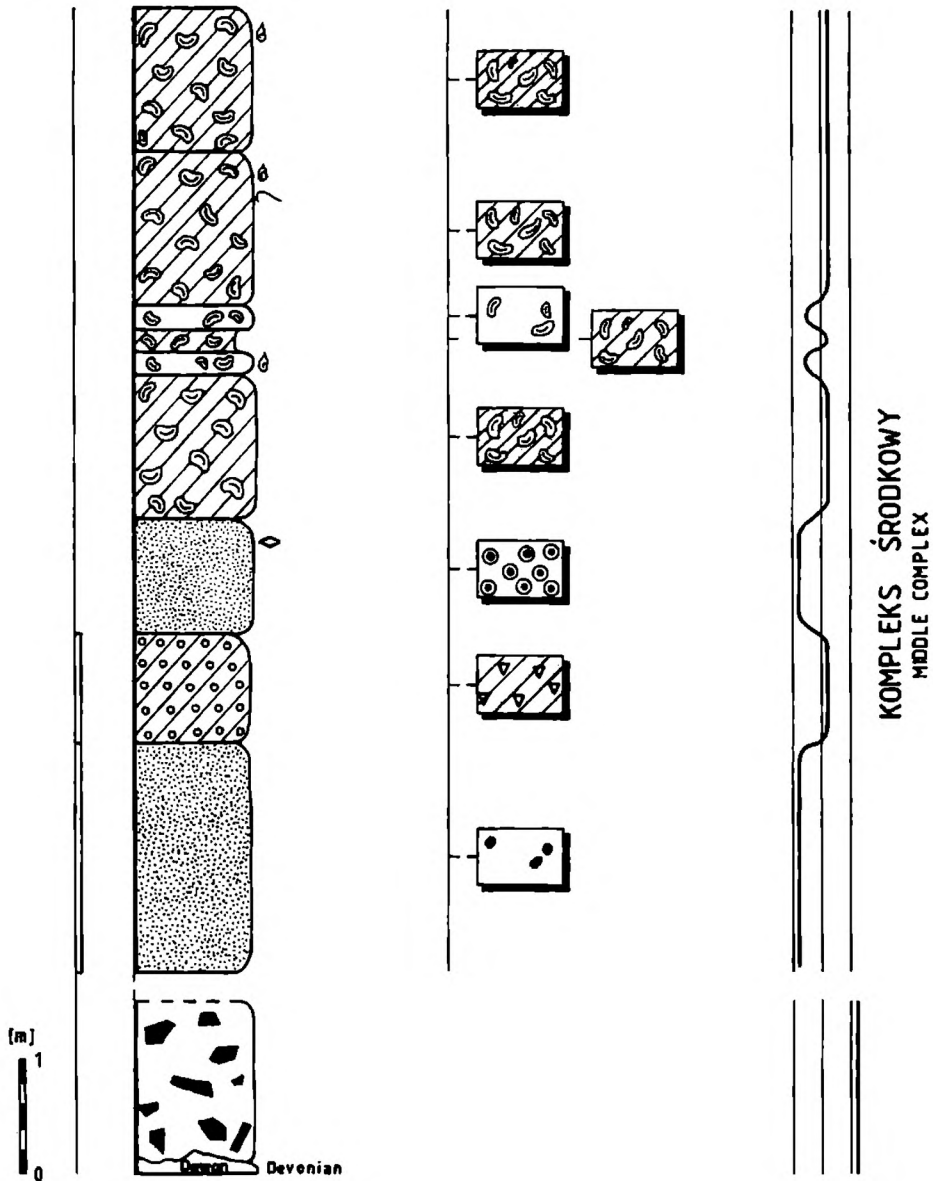 KOMPLEKS ŚRODKOWY
MIDDLE COMPLEX
[m]
1
0
Dewon Devonian